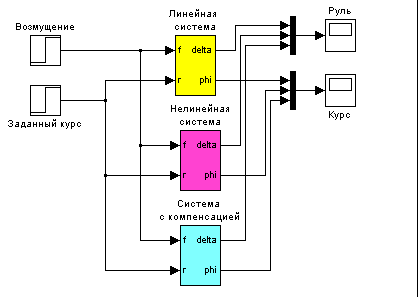 Линейная
система
Руль
Возмущение
f delta
r phi
Заданный курс
Курс
Нелинейная
система
f delta
r phi
Система
с компенсацией
f delta
r phi